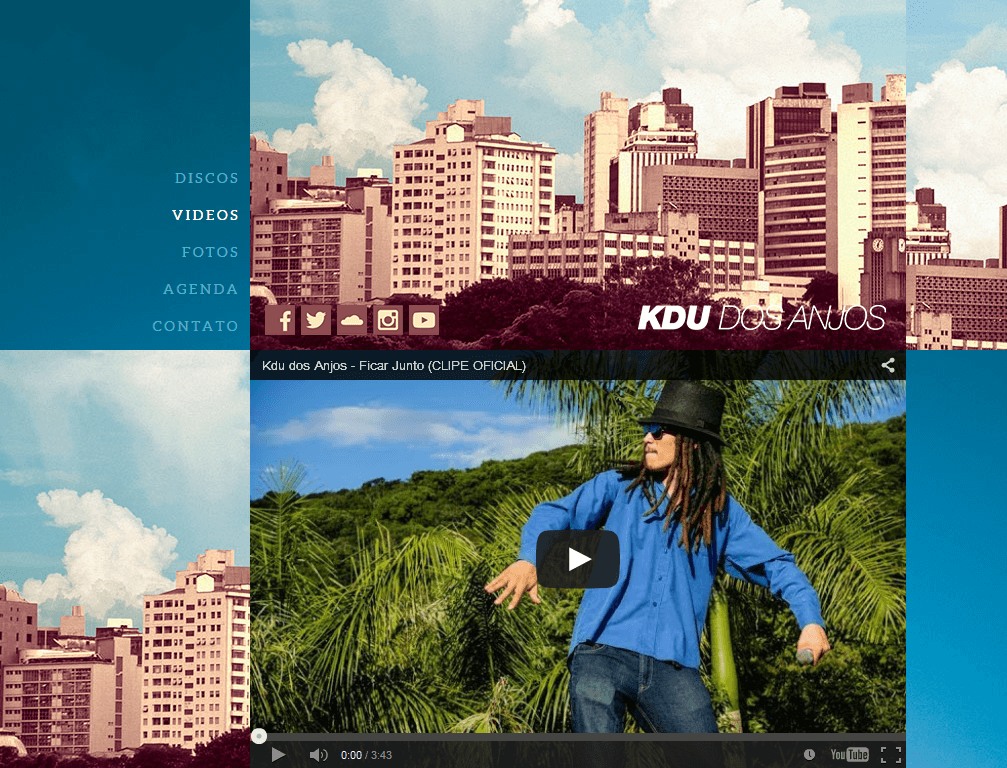 DISCOS
VIDEOS
FOTOS
AGENDA
CONTATO
KDU DOS ANJOS
Kdu dos Anjos - Ficar Junto (CLIPE OFICIAL)
0:00 / 3:43
YouTube